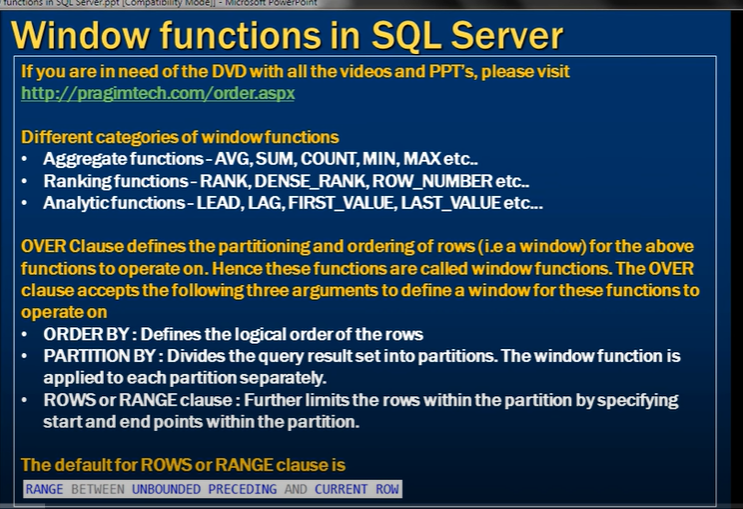 functions in SQL Server.ppt [Compatibility Mode]] - Microsoft PowerPoint
Window functions in SQL Server
If you are in need of the DVD with all the videos and PPT's, please visit
http://pragimtech.com/order.aspx
Different categories of window functions
• Aggregate functions - AVG, SUM, COUNT, MIN, MAX etc..
• Ranking functions - RANK, DENSE_RANK, ROW_NUMBER etc..
• Analytic functions - LEAD, LAG, FIRST_VALUE, LAST_VALUE etc...
OVER Clause defines the partitioning and ordering of rows (i.e a window) for the above
functions to operate on. Hence these functions are called window functions. The OVER
clause accepts the following three arguments to define a window for these functions to
operate on
• ORDER BY : Defines the logical order of the rows
• PARTITION BY : Divides the query result set into partitions. The window function is
applied to each partition separately.
• ROWS or RANGE clause : Further limits the rows within the partition by specifying
start and end points within the partition.
The default for ROWS or RANGE clause is
RANGE BETWEEN UNBOUNDED PRECEDING AND CURRENT ROW